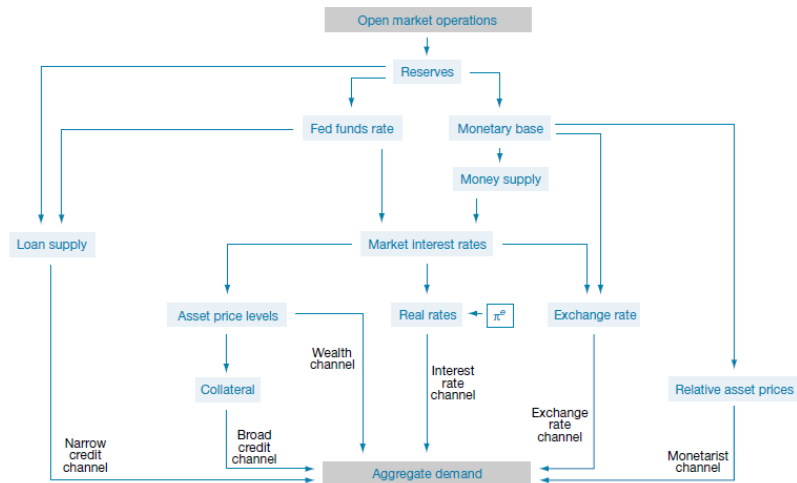 Open market operations
Reserves
Fed funds rate
Monetary base
Money supply
Loan supply
Market interest rates
Asset price levels
Real rates
πᵉ
Exchange rate
Wealth
channel
Interest
rate
channel
Collateral
Relative asset prices
Exchange
rate
channel
Narrow
credit
channel
Broad
credit
channel
Monetarist
channel
Aggregate demand